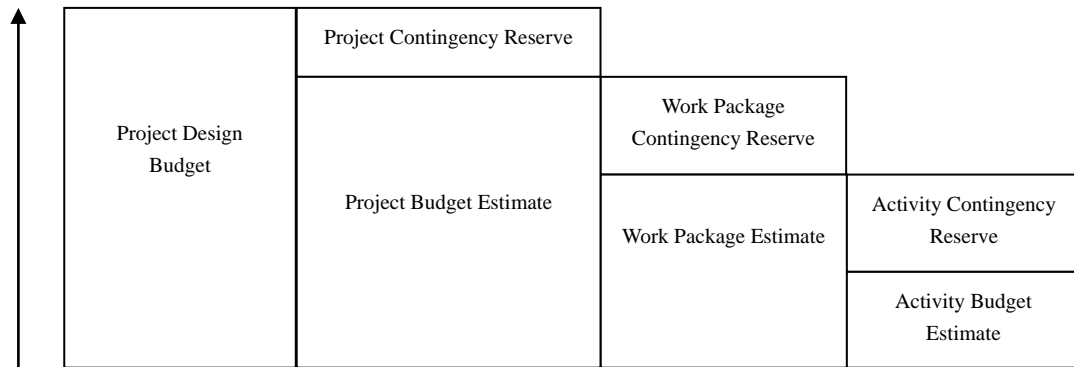 Project Contingency Reserve
Project Design
Budget
Work Package
Contingency Reserve
Project Budget Estimate
Work Package Estimate
Activity Contingency
Reserve
Activity Budget
Estimate